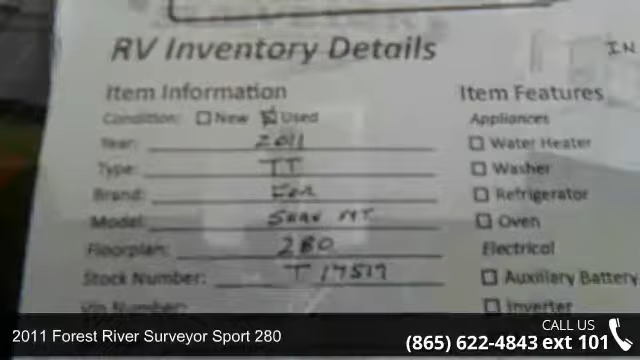 RV Inventory Details
IN
Item Information
Item Features
Condition: New Used
Appliances
Year: 2011
Water Heater
Type: TT
Washer
Brand: For
Refrigerator
Model:
Oven
Floorplan: 280
Electrical
Stock Number: T17517
Auxiliary Battery
Vin Number:
Inverter
2011 Forest River Surveyor Sport 280
CALL US
(865) 622-4843 ext 101